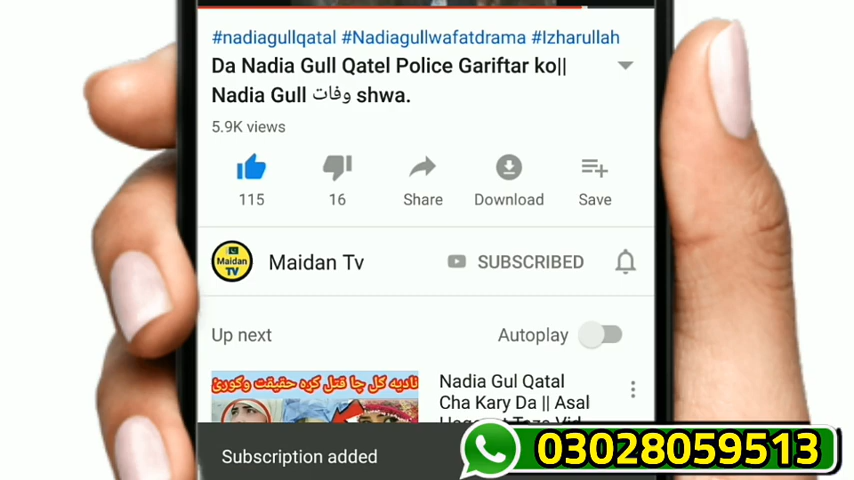 #nadiagullqatal #Nadiagullwafatdrama #Izharullah
Da Nadia Gull Qatel Police Gariftar ko||
Nadia Gull وفات shwa.
5.9K views
115
16
Share
Download
Save
Maidan TV
Maidan Tv
SUBSCRIBED
Up next
Autoplay
نادیه گل چا قتل کړه حقیقت وګورئ
Nadia Gul Qatal
Cha Kary Da || Asal
Subscription added
03028059513